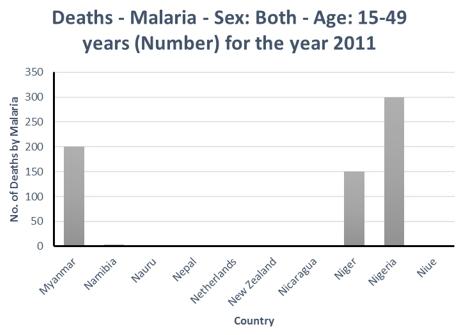 Deaths - Malaria - Sex: Both - Age: 15-49
years (Number) for the year 2011
No. of Deaths by Malaria
350
300
250
200
150
100
50
0
Myanmar
Namibia
Nauru
Nepal
Netherlands
New Zealand
Nicaragua
Niger
Nigeria
Niue
Country